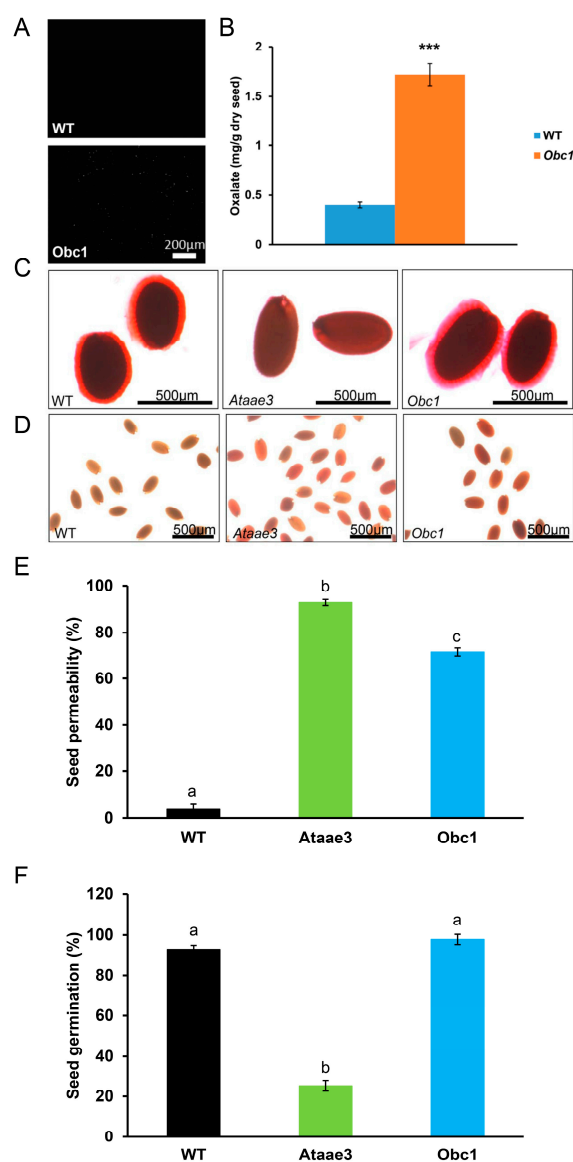 A
WT
Obc1
200µm
B
Oxalate (mg/g dry seed)
2
1.5
1
0.5
0
***
WT
Obc1
C
WT
500µm
Ataae3
500µm
Obc1
500µm
D
WT
500µm
Ataae3
500µm
Obc1
500µm
E
Seed permeability (%)
100
80
60
40
20
0
a
b
c
WT
Ataae3
Obc1
F
Seed germination (%)
120
100
80
60
40
20
0
a
b
a
WT
Ataae3
Obc1